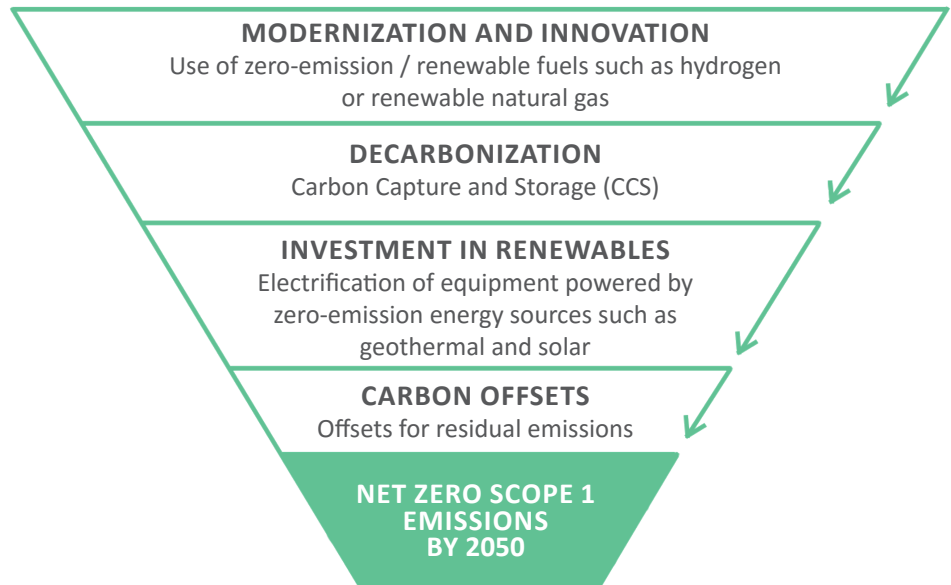 MODERNIZATION AND INNOVATION
Use of zero-emission / renewable fuels such as hydrogen
or renewable natural gas
DECARBONIZATION
Carbon Capture and Storage (CCS)
INVESTMENT IN RENEWABLES
Electrification of equipment powered by
zero-emission energy sources such as
geothermal and solar
CARBON OFFSETS
Offsets for residual emissions
NET ZERO SCOPE 1
EMISSIONS
BY 2050